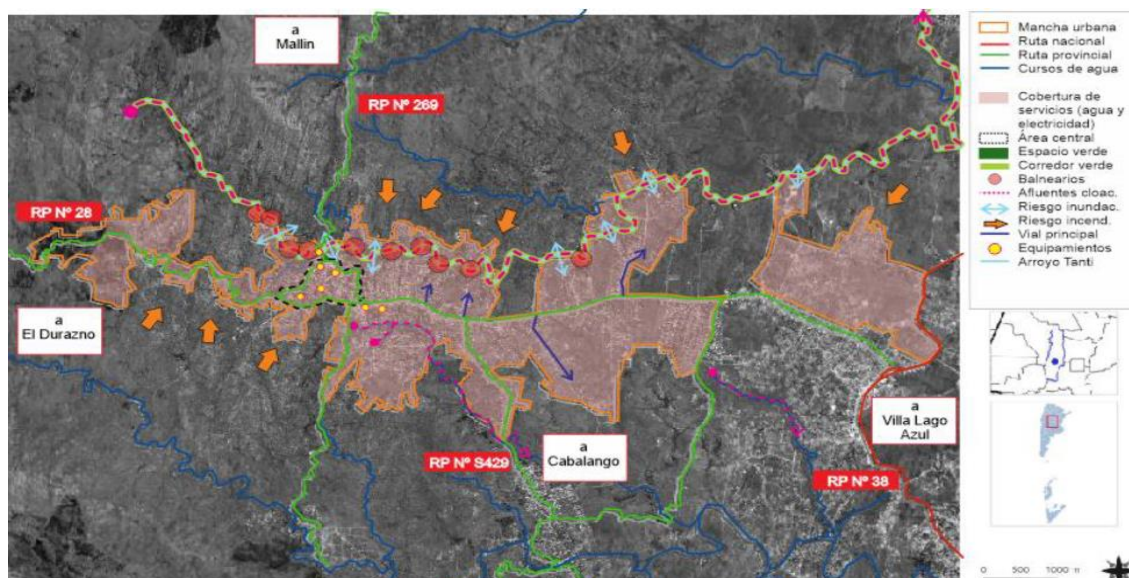 a
Mallin
RP Nº 269
RP Nº 28
a
El Durazno
RP Nº S429
a
Cabalango
a
Villa Lago
Azul
RP Nº 38
Mancha urbana
Ruta nacional
Ruta provincial
Cursos de agua
Cobertura de
servicios (agua y
electricidad)
Área central
Espacio verde
Corredor verde
Balnearios
Afluentes cloac.
Riesgo inundac.
Riesgo incend.
Vial principal
Equipamientos
Arroyo Tanti
0 500 1000